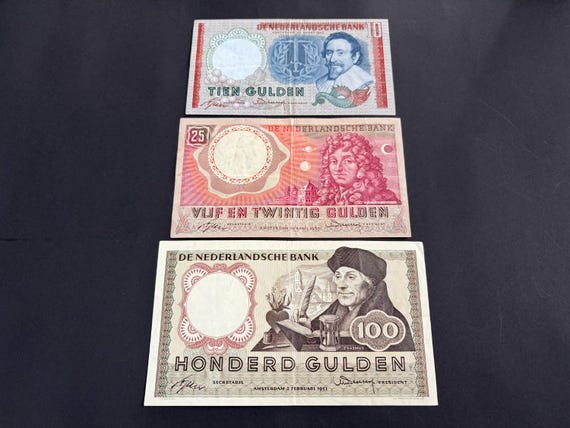 DE NEDERLANDSCHE BANK
10
TIEN GULDEN
25
DE NEDERLANDSCHE BANK
VIJF EN TWINTIG GULDEN
DE NEDERLANDSCHE BANK
ERASMUS
100
HONDERD GULDEN
SECRETARIS
AMSTERDAM 2 FEBRUARI 1953
PRESIDENT